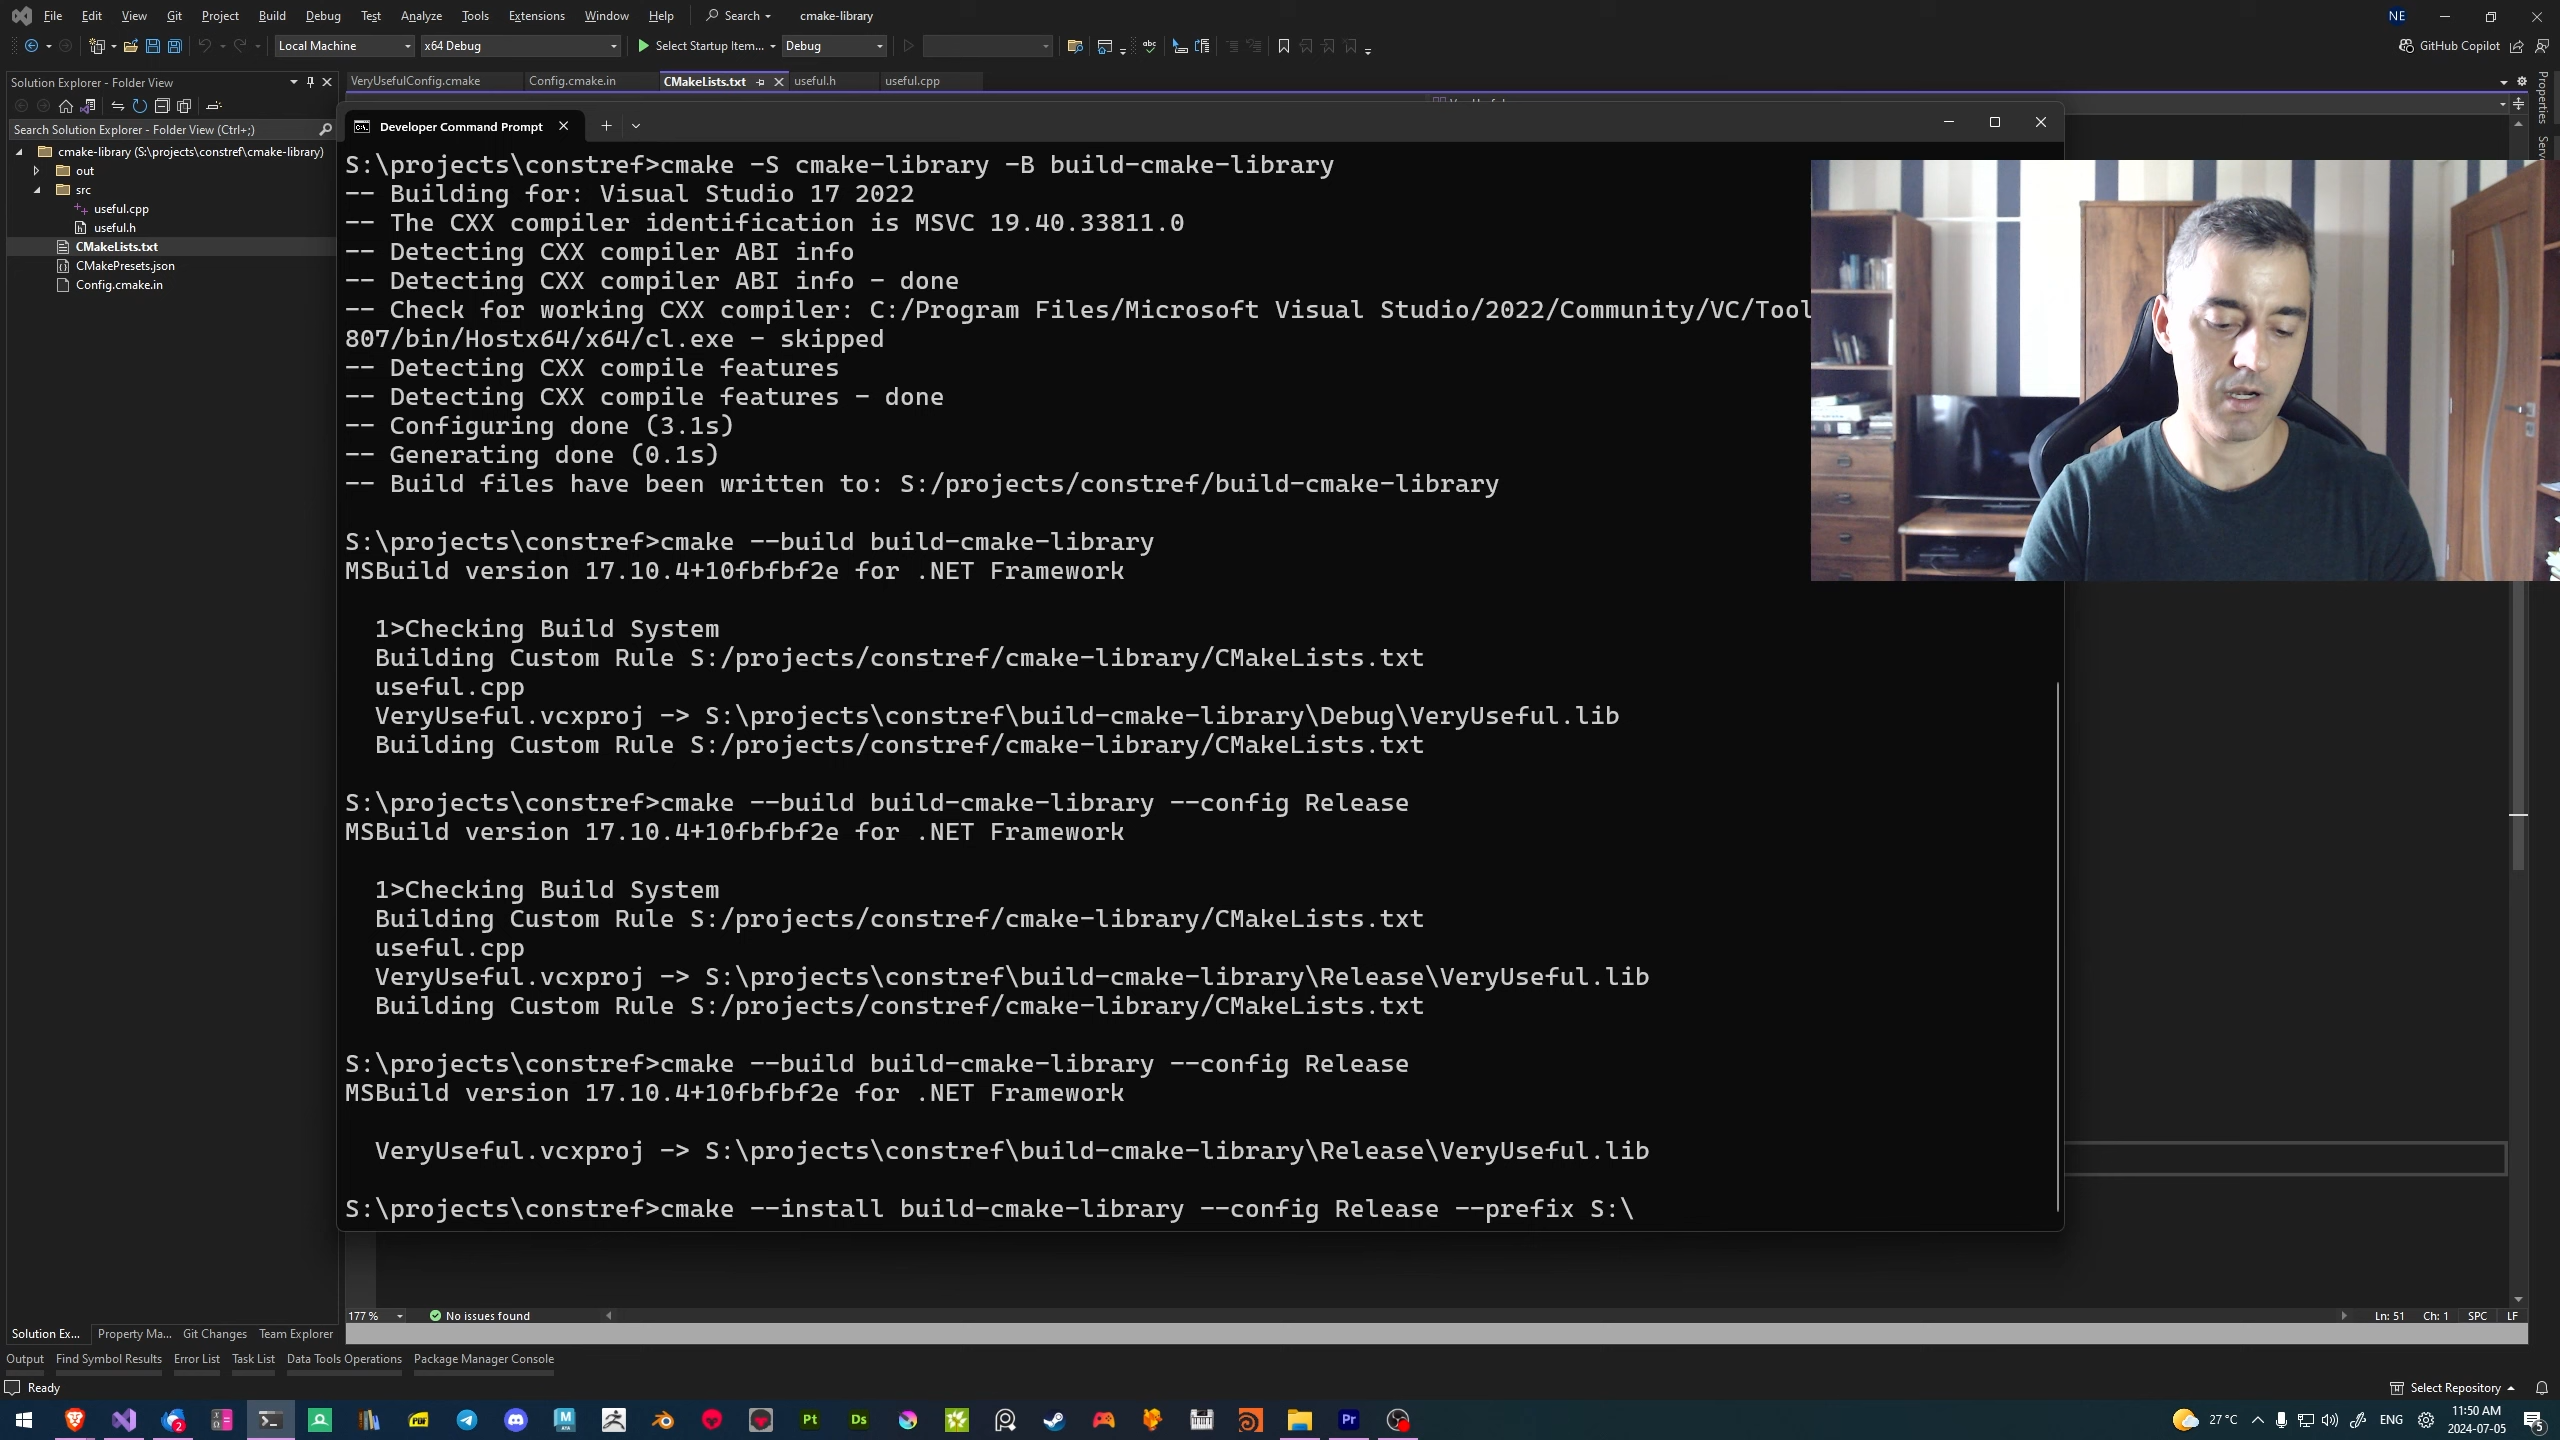 File Edit View Git Project Build Debug Test Analyze Tools Extensions Window Help Search cmake-library NE
Local Machine x64 Debug Select Startup Item... Debug GitHub Copilot
Solution Explorer - Folder View
Search Solution Explorer - Folder View (Ctrl+;)
cmake-library (S:\projects\constref\cmake-library)
out
src
useful.cpp
useful.h
CMakeLists.txt
CMakePresets.json
Config.cmake.in
VeryUsefulConfig.cmake Config.cmake.in CMakeLists.txt useful.h useful.cpp
Properties
Developer Command Prompt
S:\projects\constref>cmake -S cmake-library -B build-cmake-library
-- Building for: Visual Studio 17 2022
-- The CXX compiler identification is MSVC 19.40.33811.0
-- Detecting CXX compiler ABI info
-- Detecting CXX compiler ABI info - done
-- Check for working CXX compiler: C:/Program Files/Microsoft Visual Studio/2022/Community/VC/Tool
807/bin/Hostx64/x64/cl.exe - skipped
-- Detecting CXX compile features
-- Detecting CXX compile features - done
-- Configuring done (3.1s)
-- Generating done (0.1s)
-- Build files have been written to: S:/projects/constref/build-cmake-library
S:\projects\constref>cmake --build build-cmake-library
MSBuild version 17.10.4+10fbfbf2e for .NET Framework
1>Checking Build System
Building Custom Rule S:/projects/constref/cmake-library/CMakeLists.txt
useful.cpp
VeryUseful.vcxproj -> S:\projects\constref\build-cmake-library\Debug\VeryUseful.lib
Building Custom Rule S:/projects/constref/cmake-library/CMakeLists.txt
S:\projects\constref>cmake --build build-cmake-library --config Release
MSBuild version 17.10.4+10fbfbf2e for .NET Framework
1>Checking Build System
Building Custom Rule S:/projects/constref/cmake-library/CMakeLists.txt
useful.cpp
VeryUseful.vcxproj -> S:\projects\constref\build-cmake-library\Release\VeryUseful.lib
Building Custom Rule S:/projects/constref/cmake-library/CMakeLists.txt
S:\projects\constref>cmake --build build-cmake-library --config Release
MSBuild version 17.10.4+10fbfbf2e for .NET Framework
VeryUseful.vcxproj -> S:\projects\constref\build-cmake-library\Release\VeryUseful.lib
S:\projects\constref>cmake --install build-cmake-library --config Release --prefix S:\
177 % No issues found Ln: 51 Ch: 1 SPC LF
Solution Ex... Property Ma... Git Changes Team Explorer
Output Find Symbol Results Error List Task List Data Tools Operations Package Manager Console
Ready Select Repository
27°C ENG 11:50 AM
2024-07-05